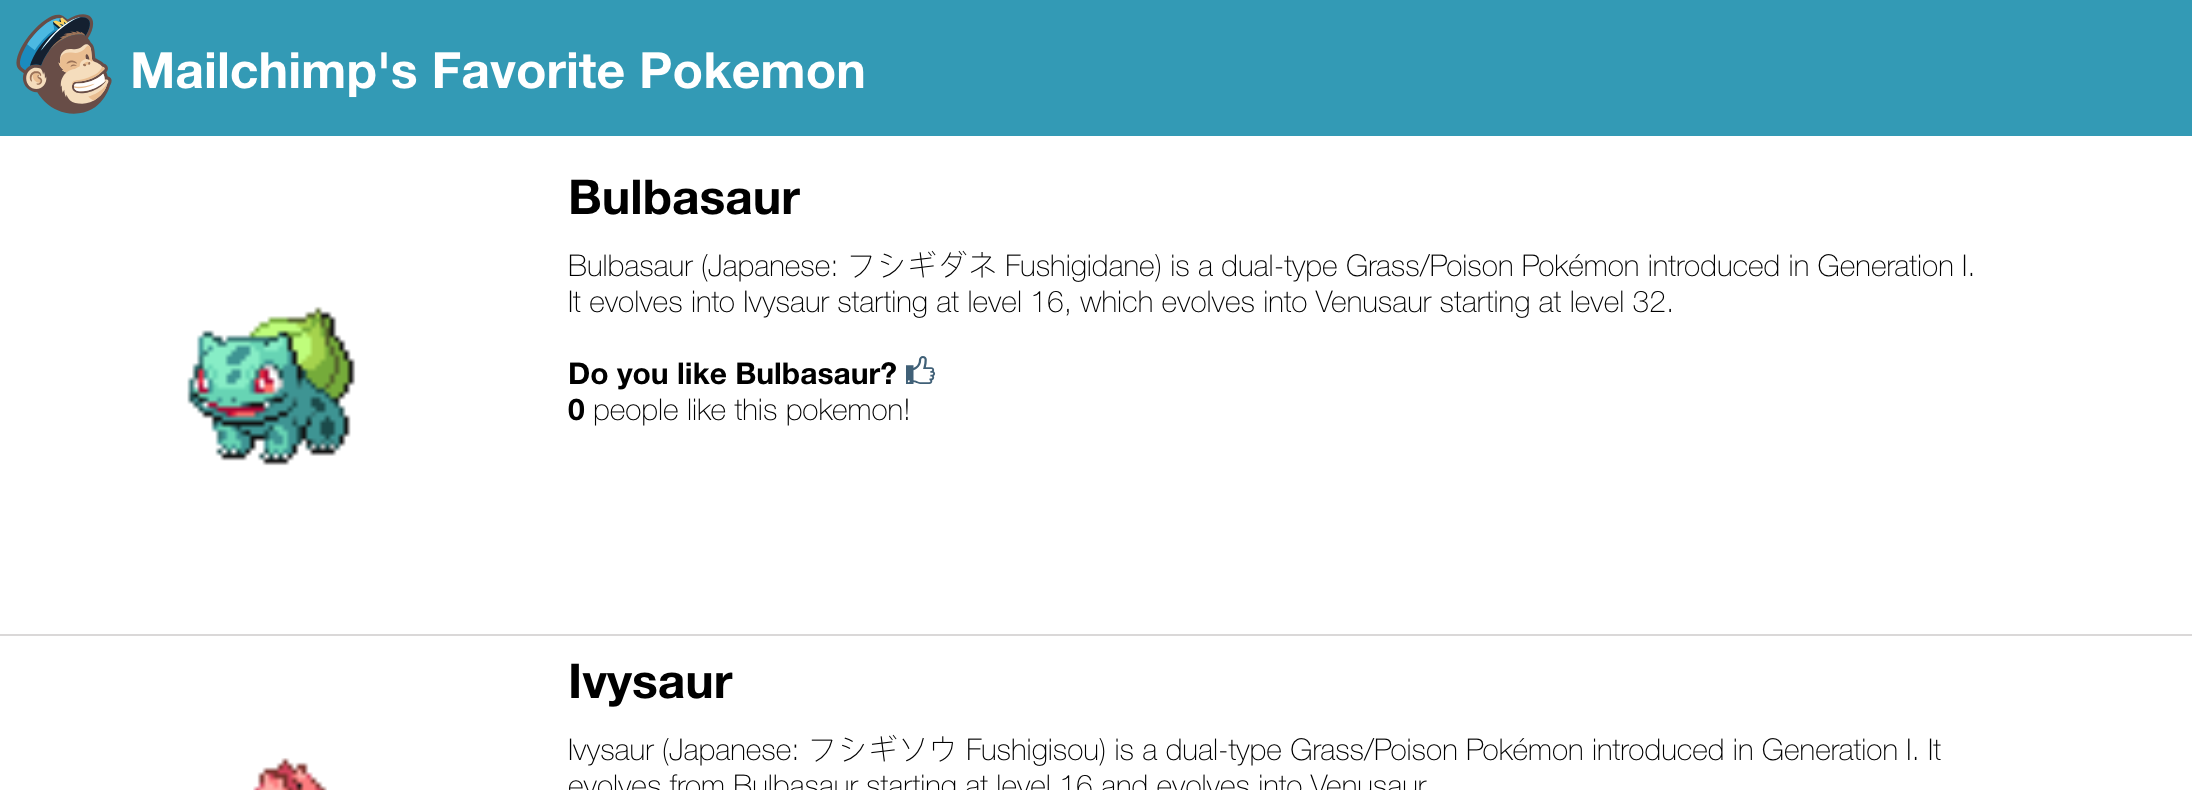 Mailchimp's Favorite Pokemon
Bulbasaur
Bulbasaur (Japanese: フシギダネ Fushigidane) is a dual-type Grass/Poison Pokémon introduced in Generation I.
It evolves into Ivysaur starting at level 16, which evolves into Venusaur starting at level 32.
Do you like Bulbasaur?
0 people like this pokemon!
Ivysaur
Ivysaur (Japanese: フシギソウ Fushigisou) is a dual-type Grass/Poison Pokémon introduced in Generation I. It
evolves from Bulbasaur starting at level 16 and evolves into Venusaur